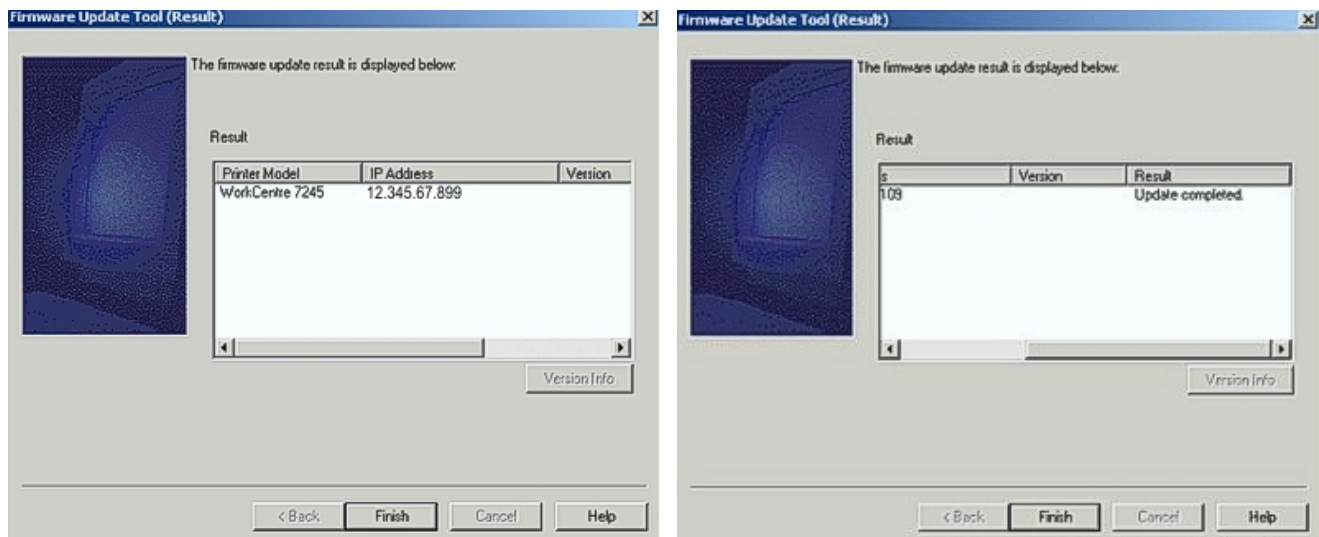 Firmware Update Tool (Result)
The firmware update result is displayed below:
Result
Printer Model IP Address Version
WorkCentre 7245 12.345.67.899
Version Info
< Back Finish Cancel Help
Firmware Update Tool (Result)
The firmware update result is displayed below:
Result
s Version Result
109 Update completed.
Version Info
< Back Finish Cancel Help